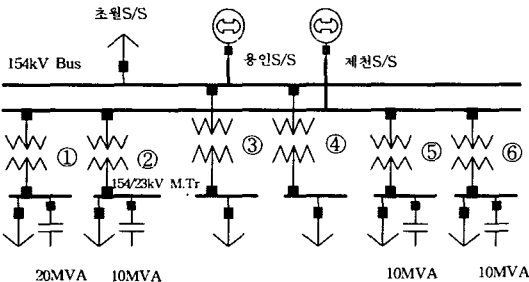 초월S/S
용인S/S
제천S/S
154kV Bus
① ② ③ ④ ⑤ ⑥
154/23kV M.Tr
20MVA 10MVA 10MVA 10MVA